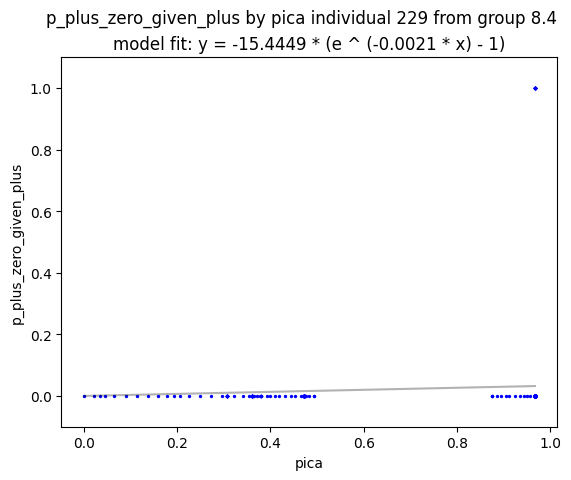 p_plus_zero_given_plus by pica individual 229 from group 8.4
model fit: y = -15.4449 * (e ^ (-0.0021 * x) - 1)
1.0
0.8
0.6
0.4
0.2
0.0
p_plus_zero_given_plus
0.0 0.2 0.4 0.6 0.8 1.0
pica